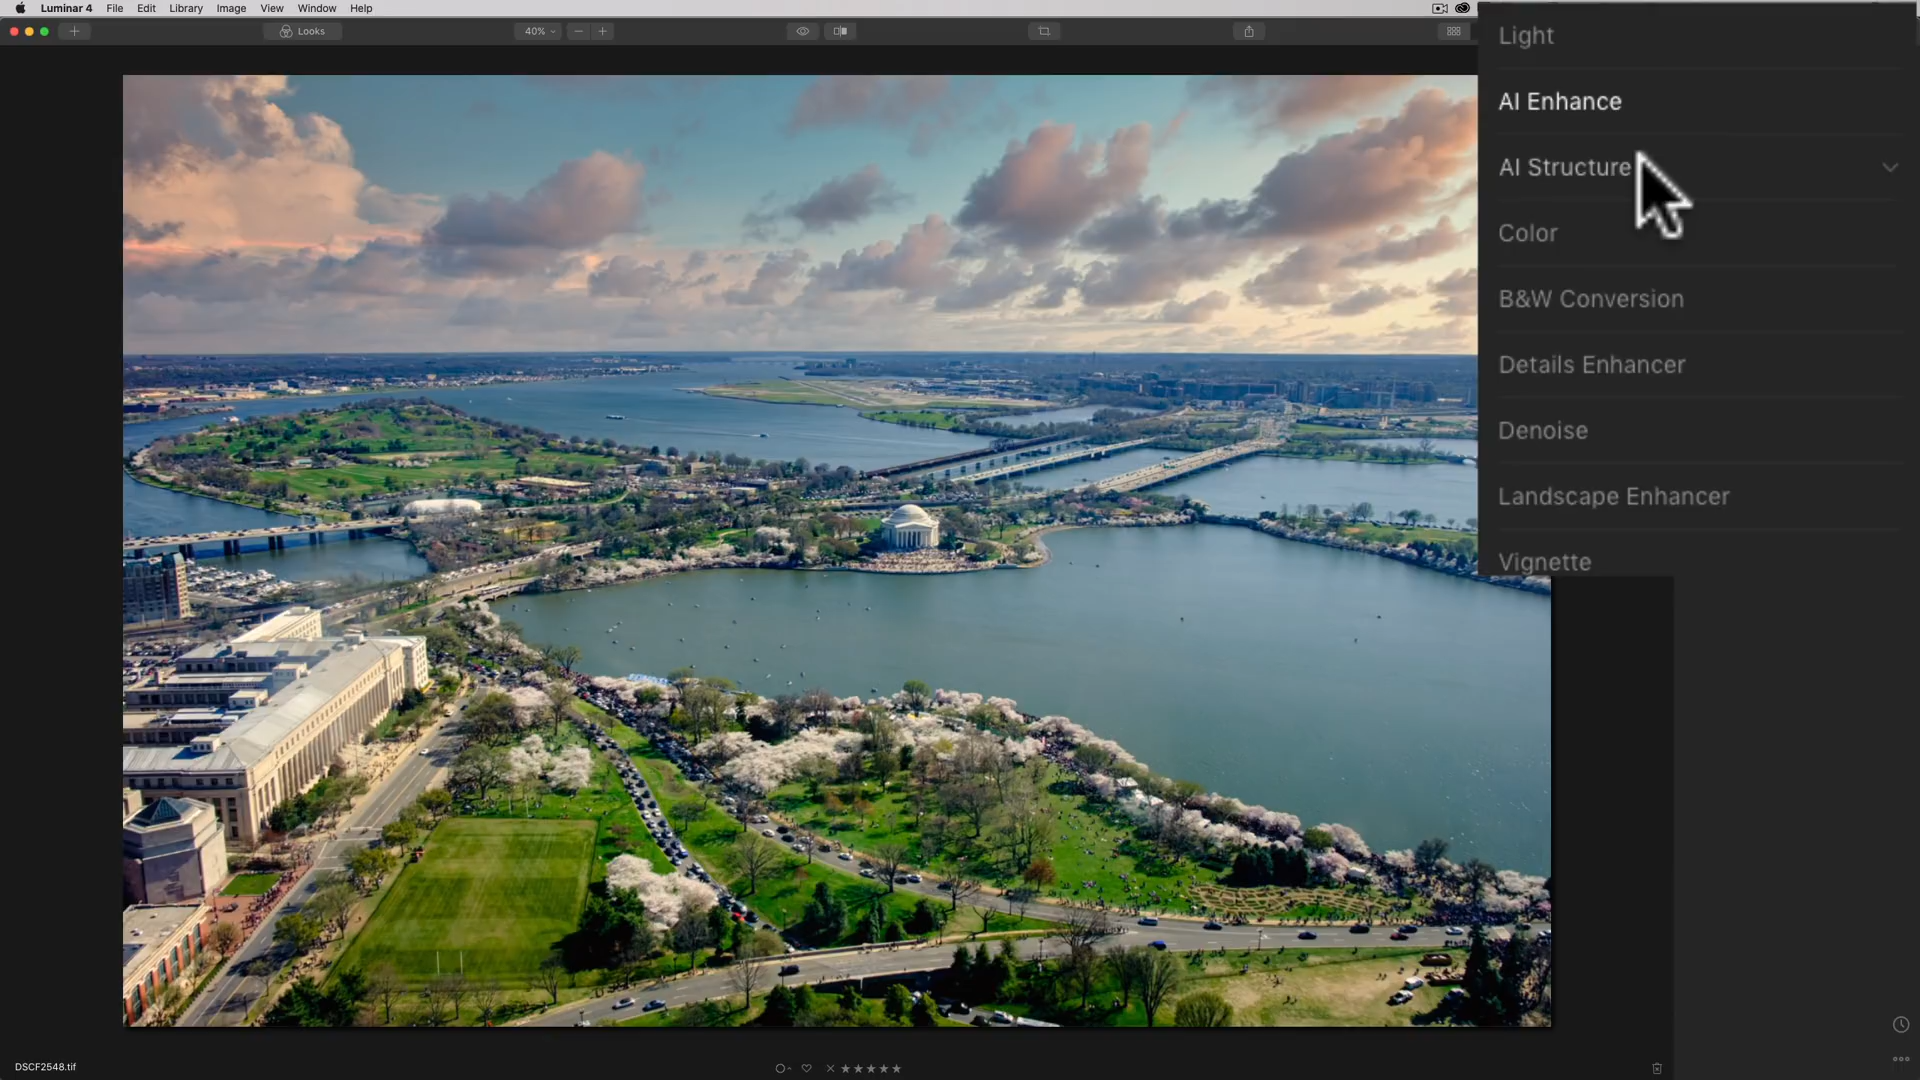 Luminar 4 File Edit Library Image View Window Help
Looks
40%
Light
AI Enhance
AI Structure
Color
B&W Conversion
Details Enhancer
Denoise
Landscape Enhancer
Vignette
DSCF2548.tif